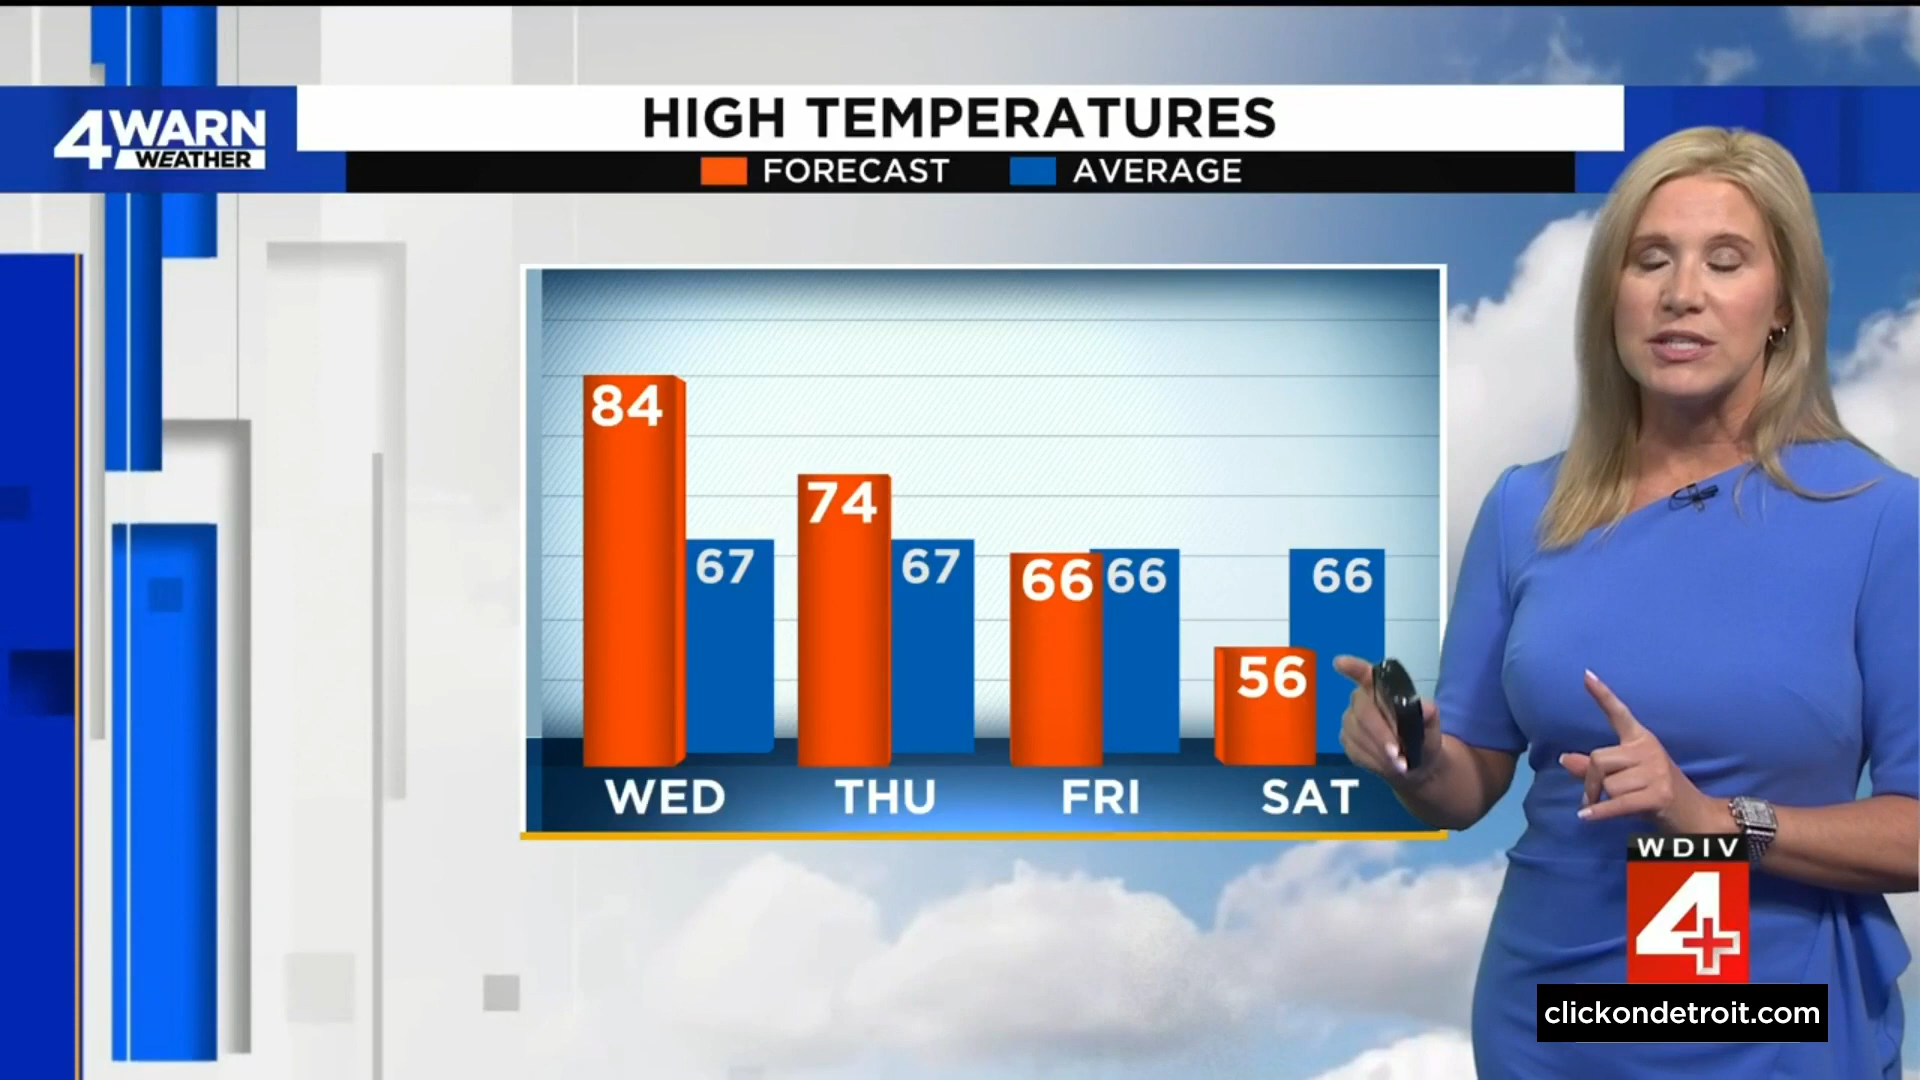 4WARN
WEATHER
HIGH TEMPERATURES
FORECAST AVERAGE
84 67 74 67 66 66 56 66
WED THU FRI SAT
WDIV
4+
clickondetroit.com